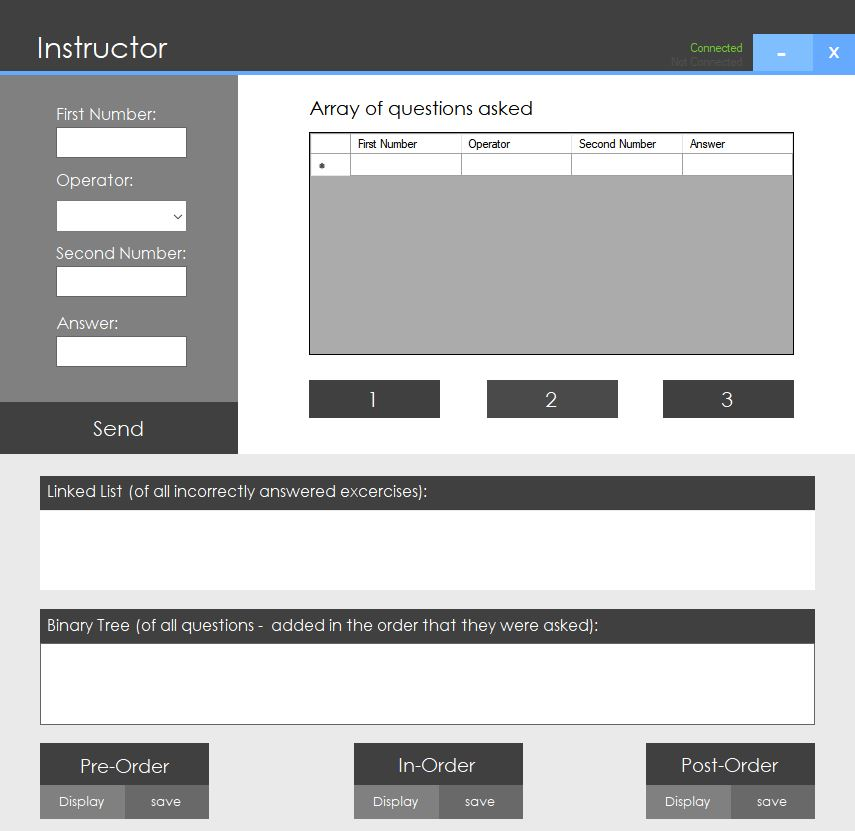 Instructor
Connected
Not Connected
-
X
First Number:
Operator:
Second Number:
Answer:
Send
Array of questions asked
First Number Operator Second Number Answer
*
1 2 3
Linked List (of all incorrectly answered excercises):
Binary Tree (of all questions - added in the order that they were asked):
Pre-Order In-Order Post-Order
Display save Display save Display save